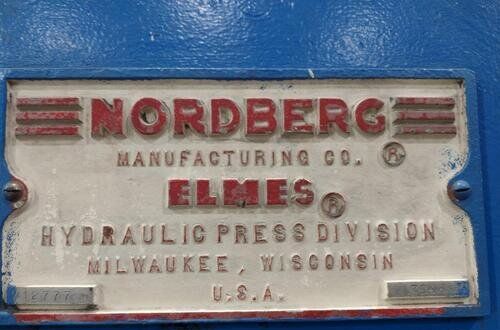 NORDBERG
MANUFACTURING CO. ®
ELMES ®
HYDRAULIC PRESS DIVISION
MILWAUKEE, WISCONSIN
U.S.A.